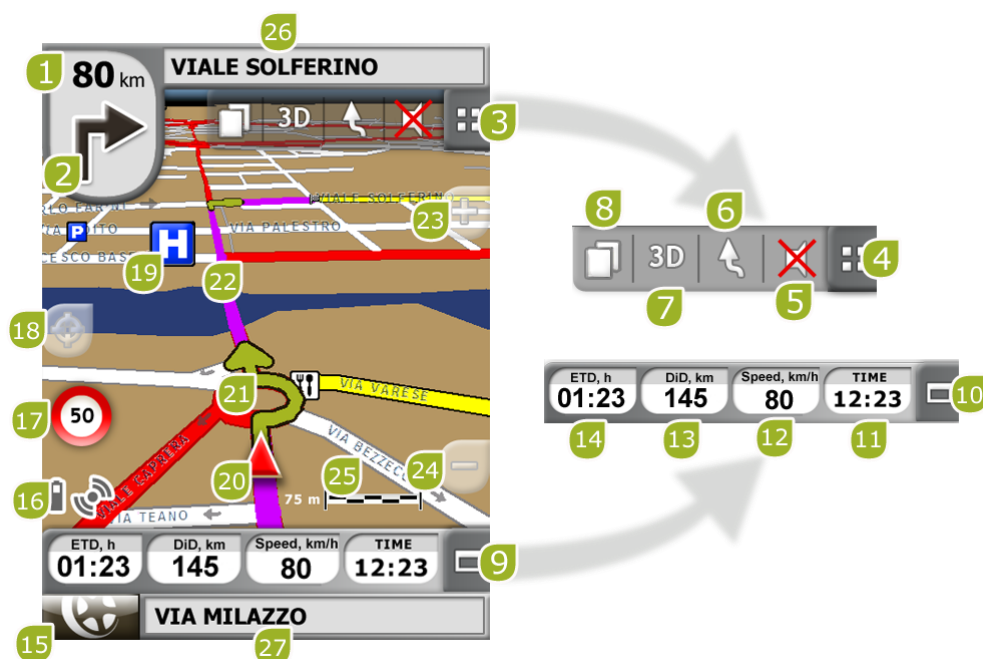 26
1
80 km
VIALE SOLFERINO
3D
3
2
VIALE SOLFERINO
23
8
6
P
VIA PALESTRO
H
19
22
3D
4
7
5
18
21
VIA VARESE
17
50
ETD, h
01:23
DiD, km
145
Speed, km/h
80
TIME
12:23
10
14
13
12
11
VIALE CAPRERA
VIA BEZZECC
20
25
24
75 m
16
VIA TEANO
ETD, h
01:23
DiD, km
145
Speed, km/h
80
TIME
12:23
9
15
VIA MILAZZO
27